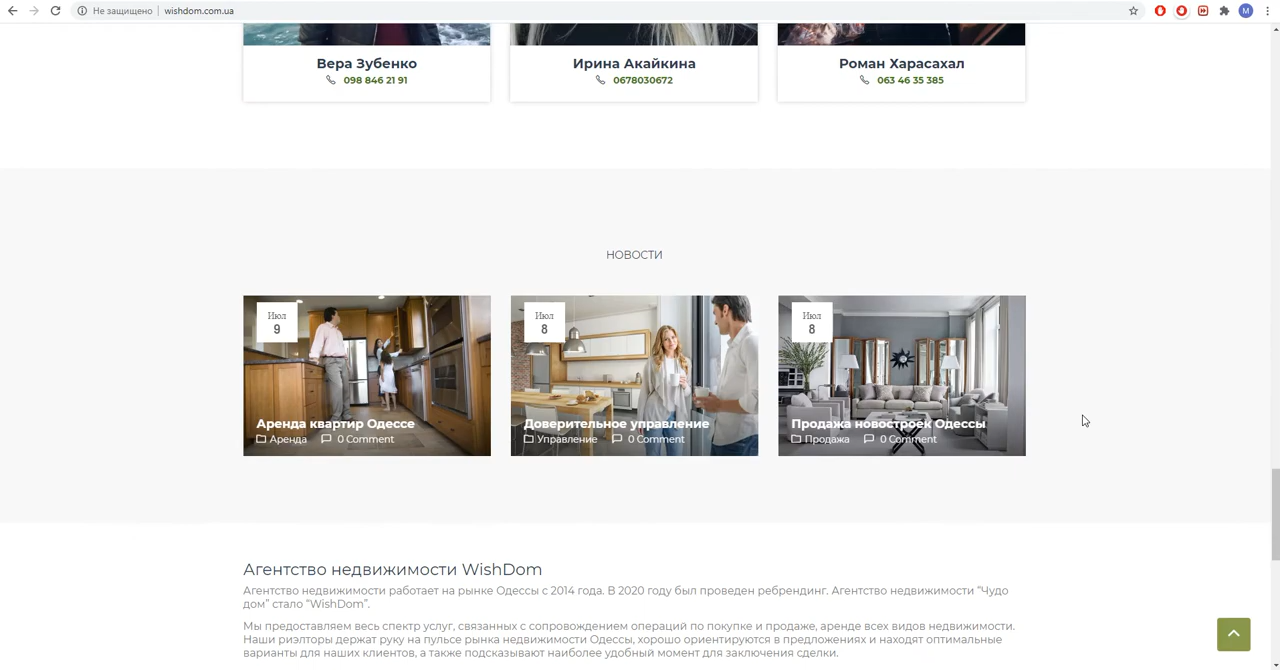 Не защищено
wishdom.com.ua
M
Вера Зубенко
098 846 21 91
Ирина Акайкина
0678030672
Роман Харасахал
063 46 35 385
НОВОСТИ
Июл
9
Аренда квартир Одессе
Аренда 0 Comment
Июл
8
Доверительное управление
Управление 0 Comment
Июл
8
Продажа новостроек Одессы
Продажа 0 Comment
Агентство недвижимости WishDom
Агентство недвижимости работает на рынке Одессы с 2014 года. В 2020 году был проведен ребрендинг. Агентство недвижимости “Чудо
дом” стало “WishDom”.
Мы предоставляем весь спектр услуг, связанных с сопровождением операций по покупке и продаже, аренде всех видов недвижимости.
Наши риэлторы держат руку на пульсе рынка недвижимости Одессы, хорошо ориентируются в предложениях и находят оптимальные
варианты для наших клиентов, а также подсказывают наиболее удобный момент для заключения сделки.